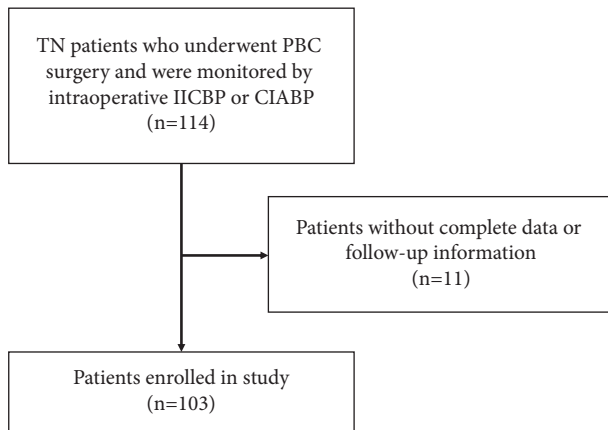 TN patients who underwent PBC
surgery and were monitored by
intraoperative IICBP or CIABP
(n=114)
Patients without complete data or
follow-up information
(n=11)
Patients enrolled in study
(n=103)